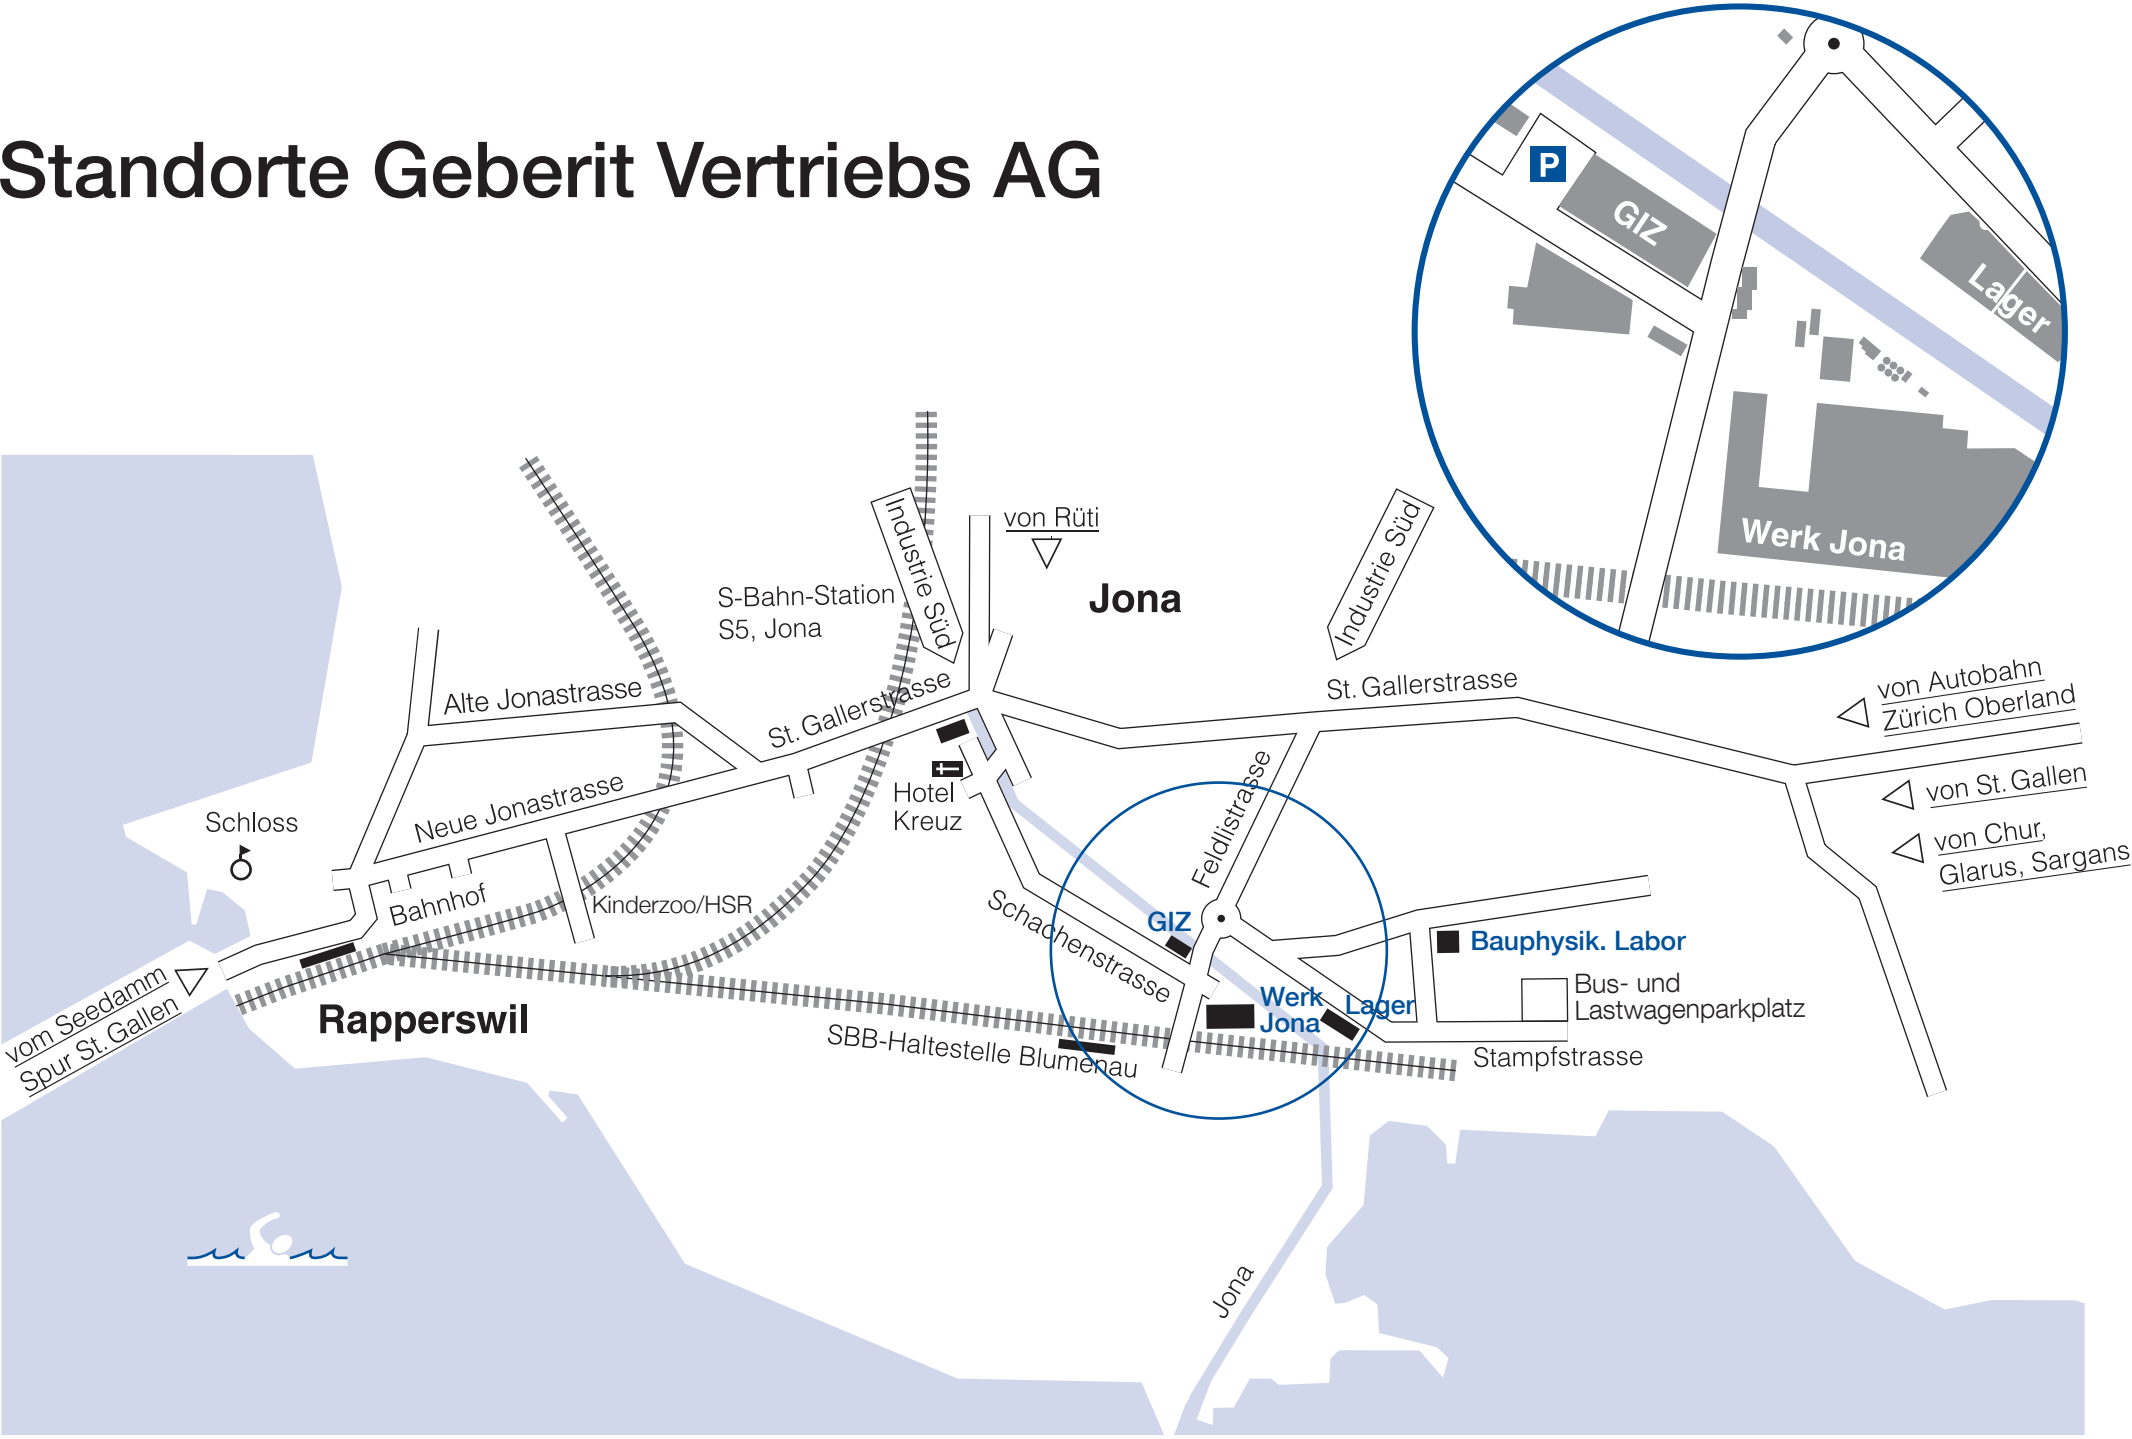 Standorte Geberit Vertriebs AG
P
GIZ
Lager
Werk Jona
von Rüti
Industrie Süd
Industrie Süd
Jona
S-Bahn-Station
S5, Jona
St. Gallerstrasse
St. Gallerstrasse
von Autobahn
Zürich Oberland
von St. Gallen
von Chur,
Glarus, Sargans
Alte Jonastrasse
Neue Jonastrasse
Hotel
Kreuz
Feldlistrasse
Schloss
Bahnhof
Kinderzoo/HSR
Schachenstrasse
GIZ
Bauphysik. Labor
Bus- und
Lastwagenparkplatz
Werk
Jona
Lager
vom Seedamm
Spur St. Gallen
Rapperswil
SBB-Haltestelle Blumenau
Stampfstrasse
Jona